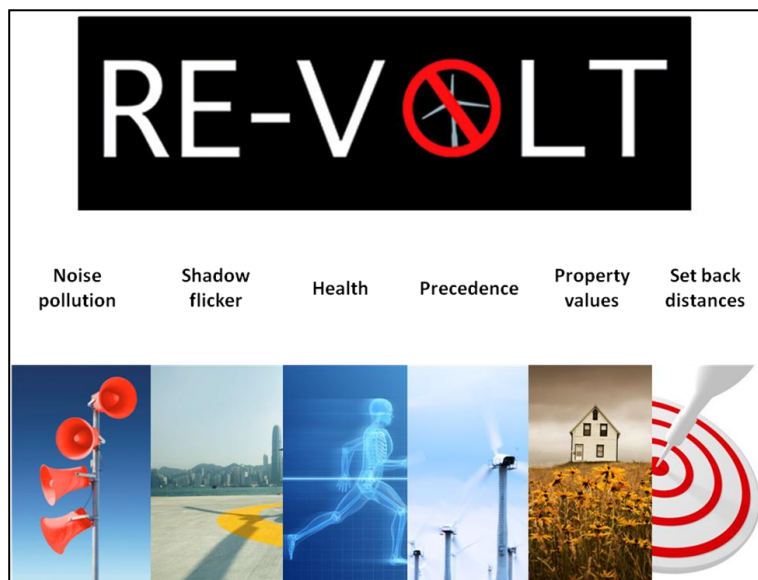 RE-VOLT
Noise
pollution
Shadow
flicker
Health
Precedence
Property
values
Set back
distances